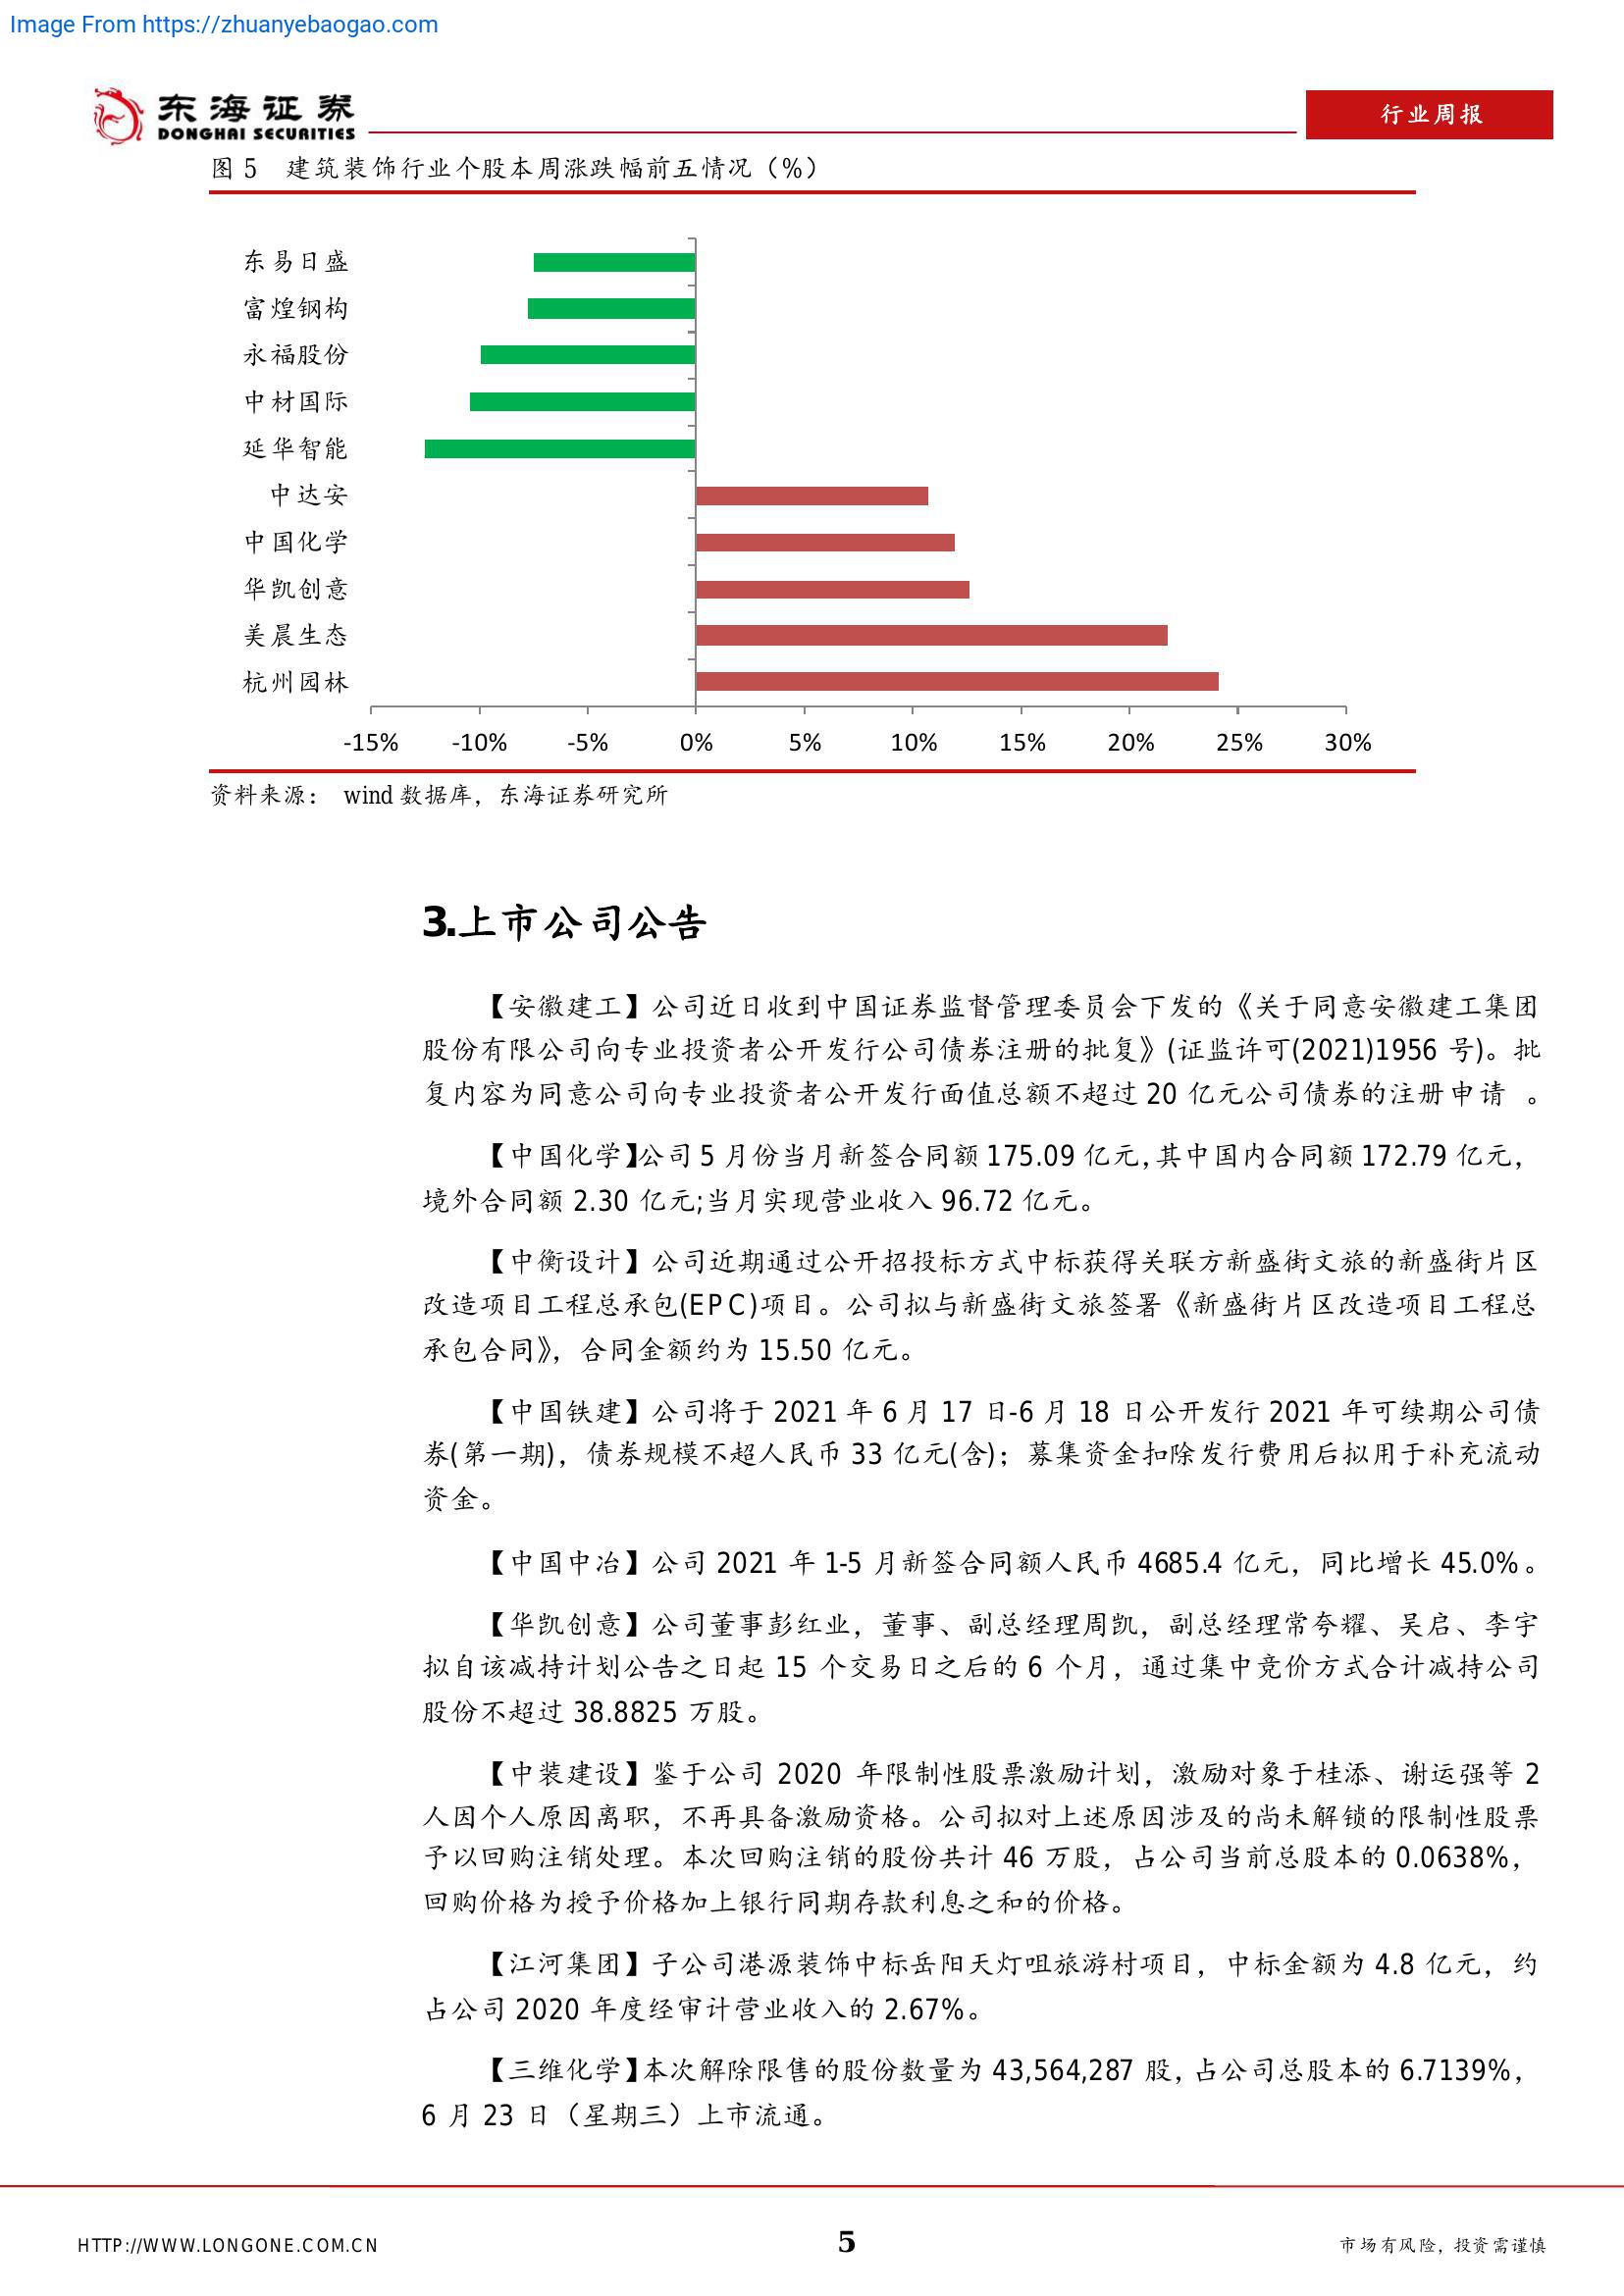 Image From https://zhuanyebaogao.com
东海证券
DONGHAI SECURITIES
行业周报
图 5 建筑装饰行业个股本周涨跌幅前五情况（%）
东易日盛
富煌钢构
永福股份
中材国际
延华智能
中达安
中国化学
华凯创意
美晨生态
杭州园林
-15% -10% -5% 0% 5% 10% 15% 20% 25% 30%
资料来源： wind 数据库，东海证券研究所
3.上市公司公告
【安徽建工】公司近日收到中国证券监督管理委员会下发的《关于同意安徽建工集团
股份有限公司向专业投资者公开发行公司债券注册的批复》(证监许可(2021)1956 号)。批
复内容为同意公司向专业投资者公开发行面值总额不超过 20 亿元公司债券的注册申请 。
【中国化学】公司 5 月份当月新签合同额 175.09 亿元,其中国内合同额 172.79 亿元,
境外合同额 2.30 亿元;当月实现营业收入 96.72 亿元。
【中衡设计】公司近期通过公开招投标方式中标获得关联方新盛街文旅的新盛街片区
改造项目工程总承包(EPC)项目。公司拟与新盛街文旅签署《新盛街片区改造项目工程总
承包合同》，合同金额约为 15.50 亿元。
【中国铁建】公司将于 2021 年 6 月 17 日-6 月 18 日公开发行 2021 年可续期公司债
券(第一期)，债券规模不超人民币 33 亿元(含)；募集资金扣除发行费用后拟用于补充流动
资金。
【中国中冶】公司 2021 年 1-5 月新签合同额人民币 4685.4 亿元，同比增长 45.0%。
【华凯创意】公司董事彭红业，董事、副总经理周凯，副总经理常夸耀、吴启、李宇
拟自该减持计划公告之日起 15 个交易日之后的 6 个月，通过集中竞价方式合计减持公司
股份不超过 38.8825 万股。
【中装建设】鉴于公司 2020 年限制性股票激励计划，激励对象于桂添、谢运强等 2
人因个人原因离职，不再具备激励资格。公司拟对上述原因涉及的尚未解锁的限制性股票
予以回购注销处理。本次回购注销的股份共计 46 万股，占公司当前总股本的 0.0638%，
回购价格为授予价格加上银行同期存款利息之和的价格。
【江河集团】子公司港源装饰中标岳阳天灯咀旅游村项目，中标金额为 4.8 亿元，约
占公司 2020 年度经审计营业收入的 2.67%。
【三维化学】本次解除限售的股份数量为 43,564,287 股，占公司总股本的 6.7139%，
6 月 23 日（星期三）上市流通。
HTTP://WWW.LONGONE.COM.CN
5
市场有风险，投资需谨慎